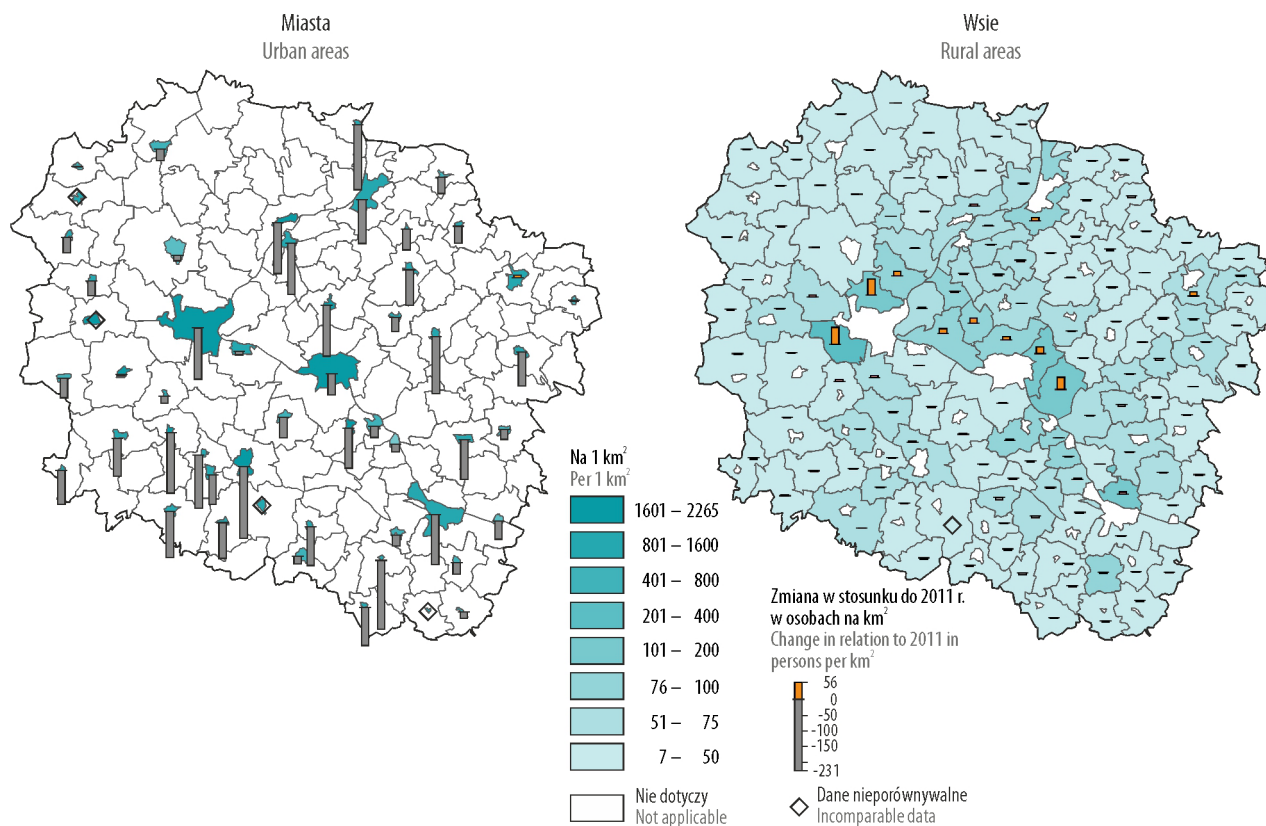 Miasta
Urban areas
Wsie
Rural areas
Na 1 km²
Per 1 km²
1601 – 2265
801 – 1600
401 – 800
201 – 400
101 – 200
76 – 100
51 – 75
7 – 50
Nie dotyczy
Not applicable
Zmiana w stosunku do 2011 r.
w osobach na km²
Change in relation to 2011 in
persons per km²
56
0
-50
-100
-150
-231
Dane nieporównywalne
Incomparable data